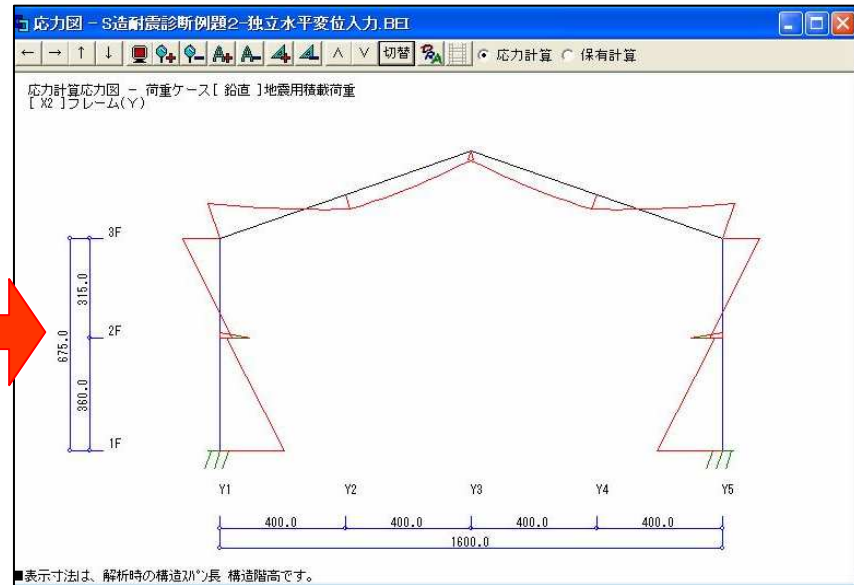 応力図 - S造耐震診断例題2-独立水平変位入力.BEI
← → ↑ ↓ A+ A- ∧ ∨ 切替 応力計算 保有計算
応力計算応力図 - 荷重ケース[ 鉛直 ]地震用積載荷重
[ X2 ]フレーム(Y)
3F
315.0
2F
675.0
360.0
1F
Y1 Y2 Y3 Y4 Y5
400.0 400.0 400.0 400.0
1600.0
■表示寸法は、解析時の構造ｽﾊﾟﾝ長 構造階高です。